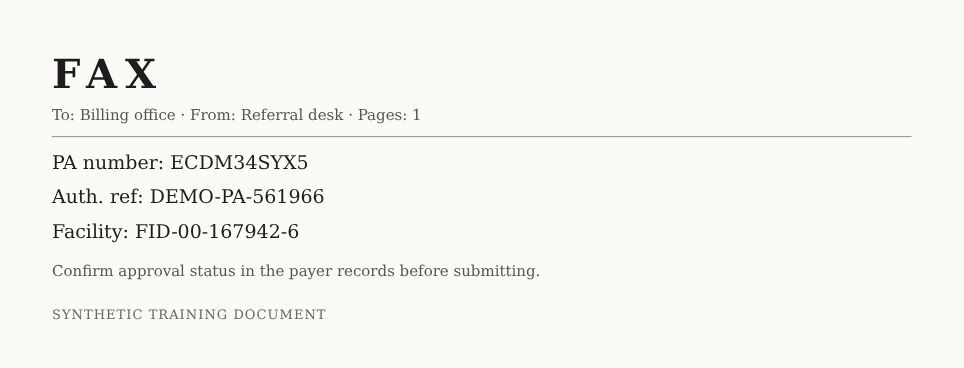 FAX
To: Billing office · From: Referral desk · Pages: 1
PA number: ECDM34SYX5
Auth. ref: DEMO-PA-561966
Facility: FID-00-167942-6
Confirm approval status in the payer records before submitting.
SYNTHETIC TRAINING DOCUMENT